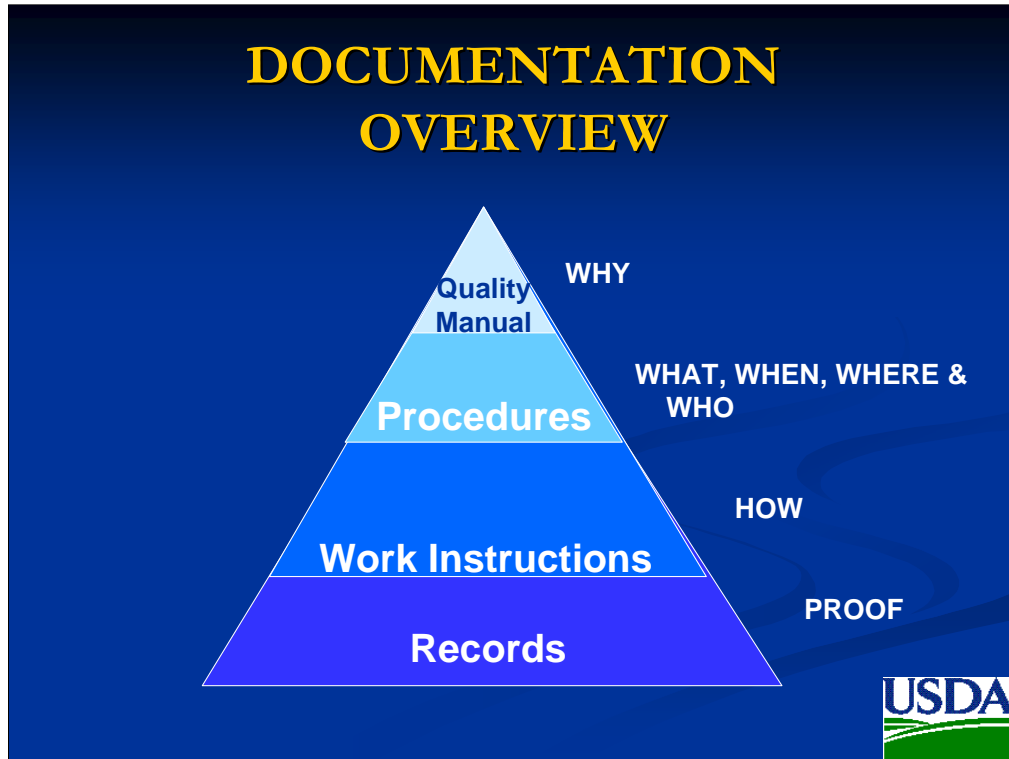 DOCUMENTATION
OVERVIEW
WHY
Quality
Manual
WHAT, WHEN, WHERE &
WHO
Procedures
HOW
Work Instructions
PROOF
Records
USDA